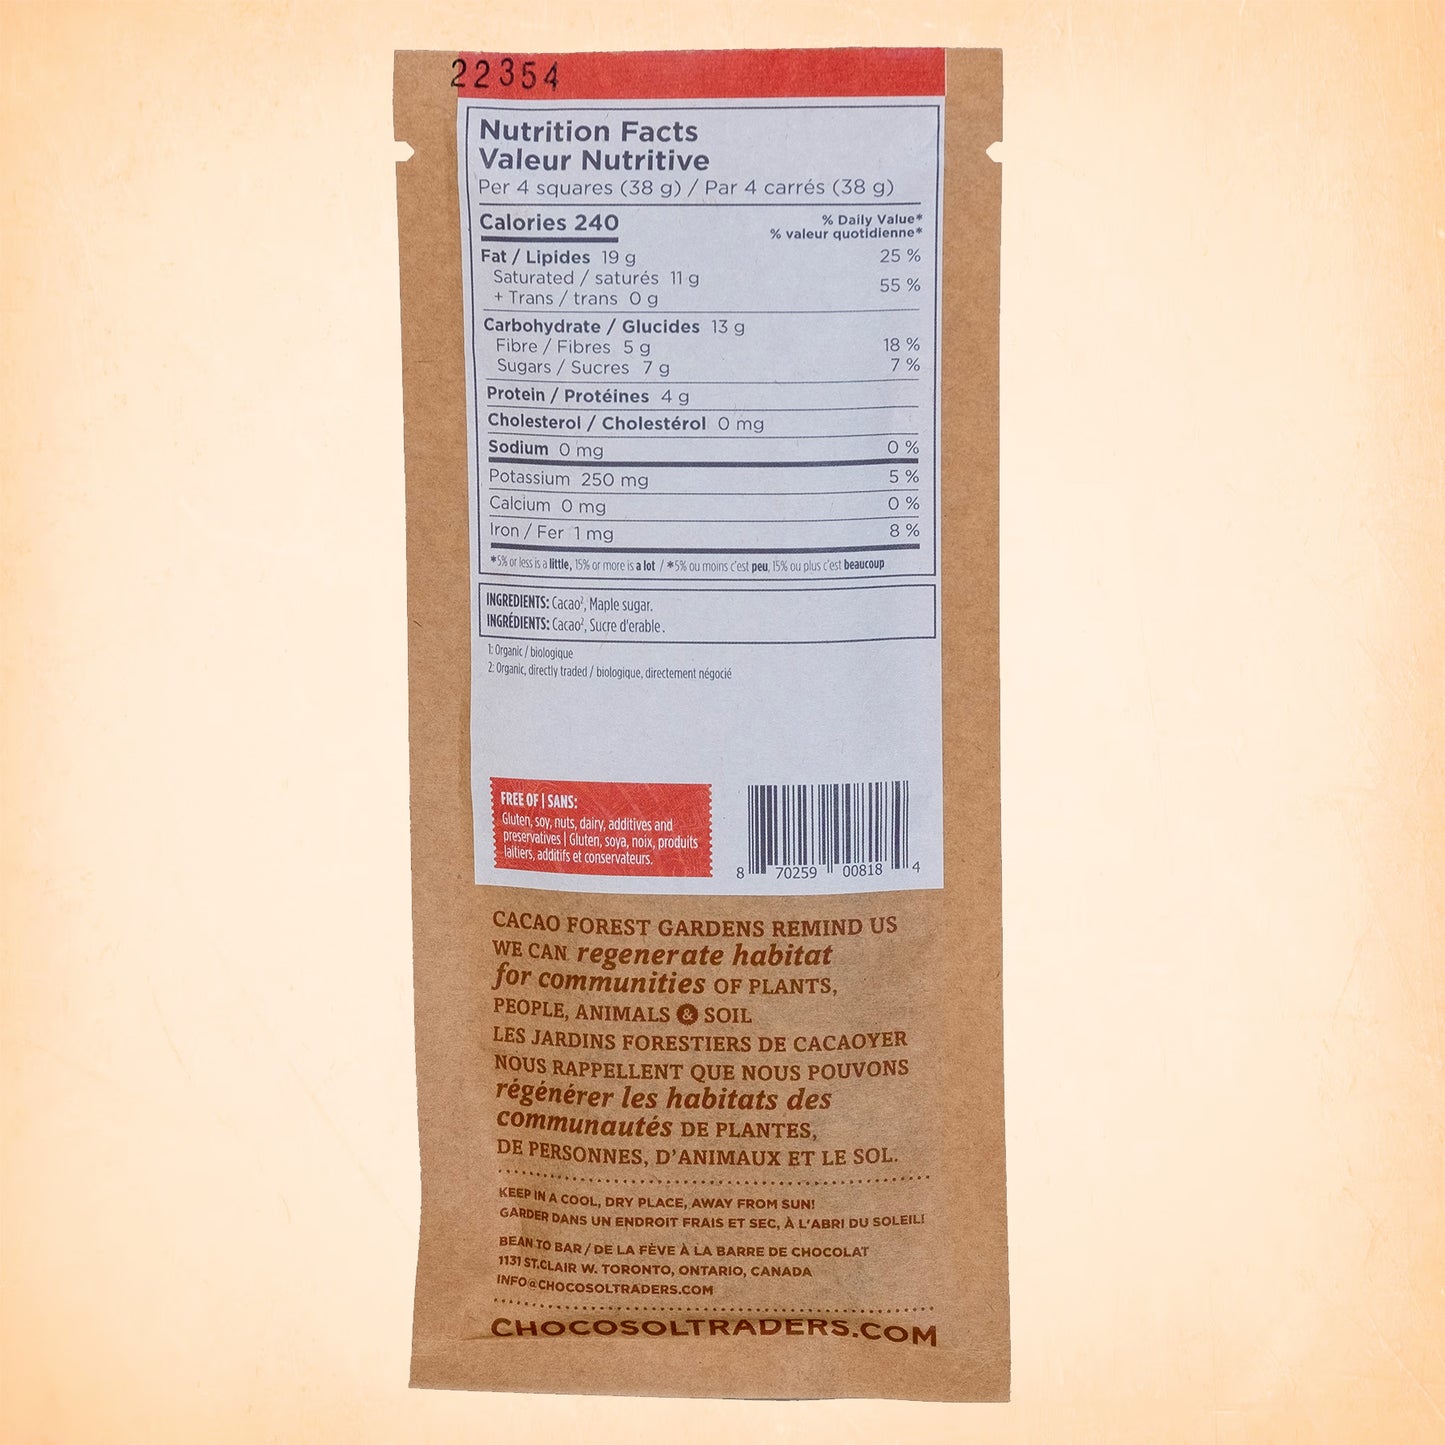 22354
Nutrition Facts
Valeur Nutritive
Per 4 squares (38 g) / Par 4 carrés (38 g)
Calories 240
% Daily Value*
% valeur quotidienne*
Fat / Lipides 19 g 25 %
Saturated / saturés 11 g
+ Trans / trans 0 g 55 %
Carbohydrate / Glucides 13 g
Fibre / Fibres 5 g 18 %
Sugars / Sucres 7 g 7 %
Protein / Protéines 4 g
Cholesterol / Cholestérol 0 mg
Sodium 0 mg 0 %
Potassium 250 mg 5 %
Calcium 0 mg 0 %
Iron / Fer 1 mg 8 %
*5% or less is a little, 15% or more is a lot / *5% ou moins c'est peu, 15% ou plus c'est beaucoup
INGREDIENTS: Cacao², Maple sugar.
INGRÉDIENTS: Cacao², Sucre d'erable.
1: Organic / biologique
2: Organic, directly traded / biologique, directement négocié
FREE OF | SANS:
Gluten, soy, nuts, dairy, additives and
preservatives | Gluten, soya, noix, produits
laitiers, additifs et conservateurs.
8 70259 00818 4
CACAO FOREST GARDENS REMIND US
WE CAN regenerate habitat
for communities OF PLANTS,
PEOPLE, ANIMALS & SOIL
LES JARDINS FORESTIERS DE CACAOYER
NOUS RAPPELLENT QUE NOUS POUVONS
régénérer les habitats des
communautés DE PLANTES,
DE PERSONNES, D'ANIMAUX ET LE SOL.
KEEP IN A COOL, DRY PLACE, AWAY FROM SUN!
GARDER DANS UN ENDROIT FRAIS ET SEC, À L'ABRI DU SOLEIL!
BEAN TO BAR / DE LA FÈVE À LA BARRE DE CHOCOLAT
1131 ST.CLAIR W. TORONTO, ONTARIO, CANADA
INFO@CHOCOSOLTRADERS.COM
CHOCOSOLTRADERS.COM